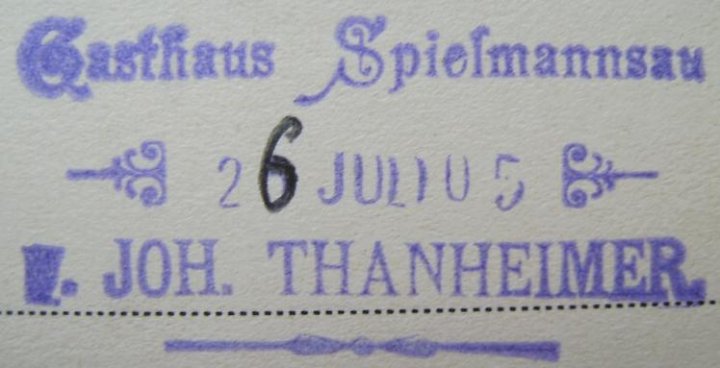 Gasthaus Spielmannsau
26 JULI 05
JOH. THANHEIMER.